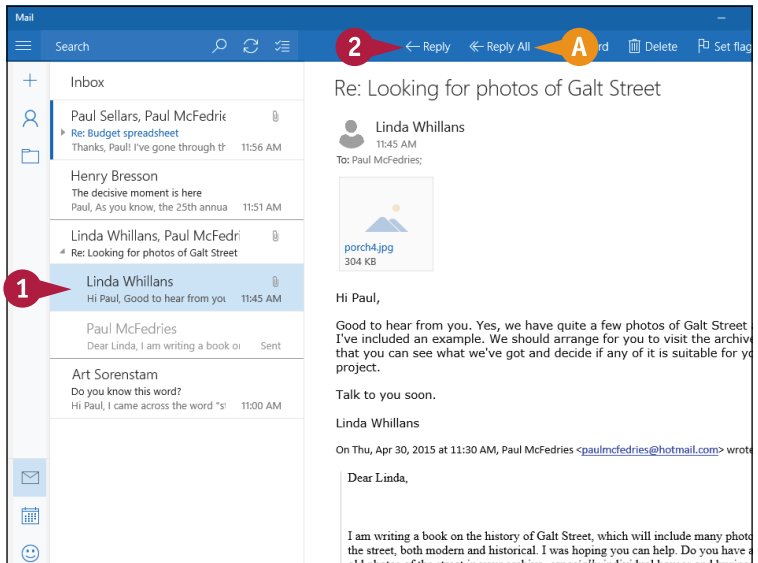 Mail
Search
2
Reply
Reply All
A
Delete
Set flag
Inbox
Paul Sellars, Paul McFedrie
Re: Budget spreadsheet
Thanks, Paul! I've gone through th 11:56 AM
Henry Bresson
The decisive moment is here
Paul, As you know, the 25th annua 11:51 AM
Linda Whillans, Paul McFedri
Re: Looking for photos of Galt Street
1
Linda Whillans
Hi Paul, Good to hear from you 11:45 AM
Paul McFedries
Dear Linda, I am writing a book o Sent
Art Sorenstam
Do you know this word?
Hi Paul, I came across the word "s 11:00 AM
Re: Looking for photos of Galt Street
Linda Whillans
11:45 AM
To: Paul McFedries;
porch4.jpg
304 KB
Hi Paul,
Good to hear from you. Yes, we have quite a few photos of Galt Street
I've included an example. We should arrange for you to visit the archive
that you can see what we've got and decide if any of it is suitable for yo
project.
Talk to you soon.
Linda Whillans
On Thu, Apr 30, 2015 at 11:30 AM, Paul McFedries <paulmcfedries@hotmail.com> wrote
Dear Linda,
I am writing a book on the history of Galt Street, which will include many photo
the street, both modern and historical. I was hoping you can help. Do you have a